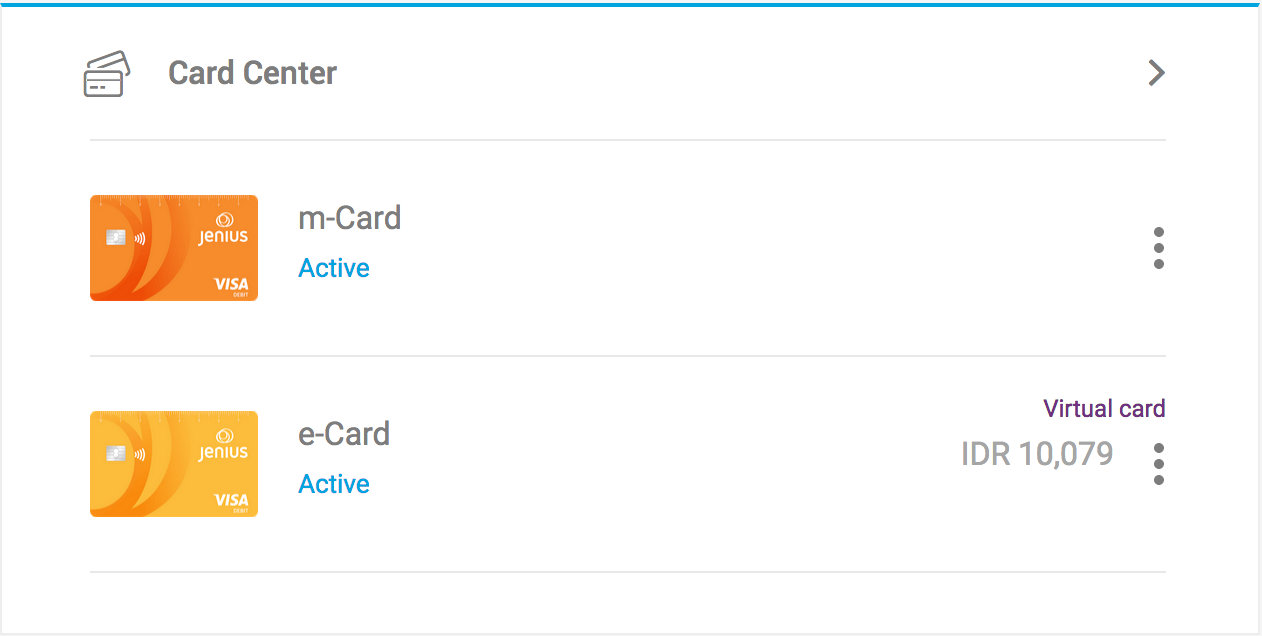 Card Center
Jenius
VISA
DEBIT
m-Card
Active
Jenius
VISA
DEBIT
e-Card
Active
Virtual card
IDR 10,079